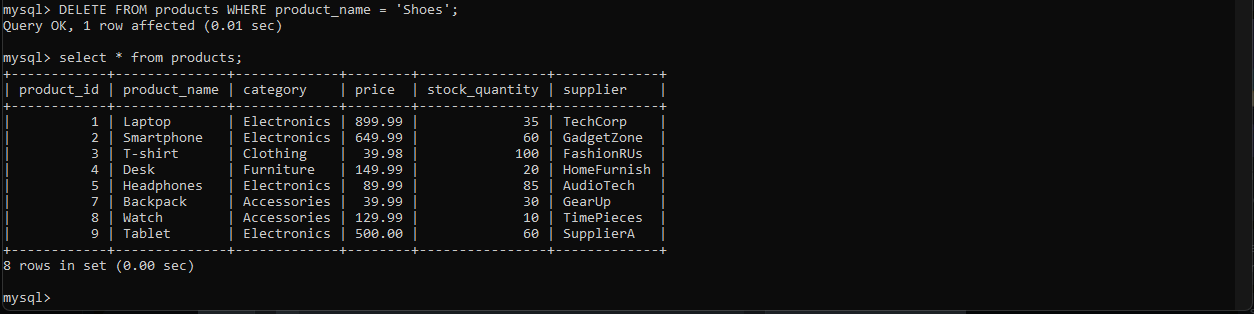 mysql> DELETE FROM products WHERE product_name = 'Shoes';
Query OK, 1 row affected (0.01 sec)
mysql> select * from products;
+------------+--------------+-------------+--------+----------------+-------------+
| product_id | product_name | category    | price  | stock_quantity | supplier    |
+------------+--------------+-------------+--------+----------------+-------------+
|          1 | Laptop       | Electronics | 899.99 |             35 | TechCorp    |
|          2 | Smartphone   | Electronics | 649.99 |             60 | GadgetZone  |
|          3 | T-shirt      | Clothing    |  39.98 |            100 | FashionRUs  |
|          4 | Desk         | Furniture   | 149.99 |             20 | HomeFurnish |
|          5 | Headphones   | Electronics |  89.99 |             85 | AudioTech   |
|          7 | Backpack     | Accessories |  39.99 |             30 | GearUp      |
|          8 | Watch        | Accessories | 129.99 |             10 | TimePieces  |
|          9 | Tablet       | Electronics | 500.00 |             60 | SupplierA   |
+------------+--------------+-------------+--------+----------------+-------------+
8 rows in set (0.00 sec)
mysql>